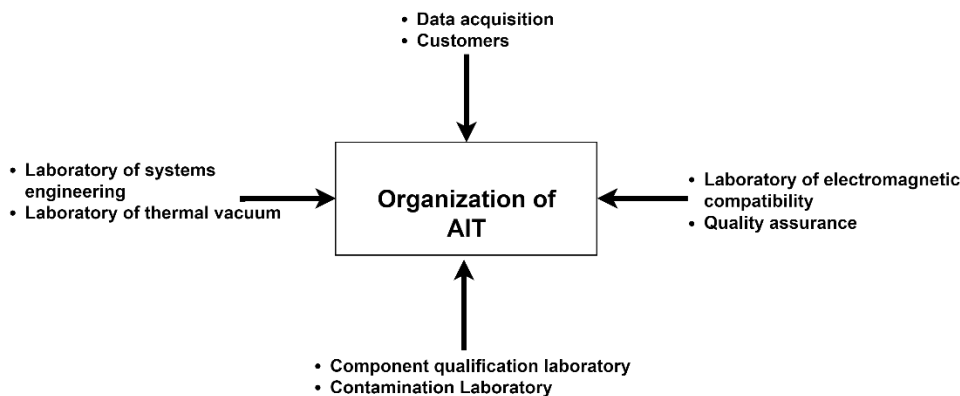 • Data acquisition
• Customers
• Laboratory of systems
engineering
• Laboratory of thermal vacuum
Organization of
AIT
• Laboratory of electromagnetic
compatibility
• Quality assurance
• Component qualification laboratory
• Contamination Laboratory